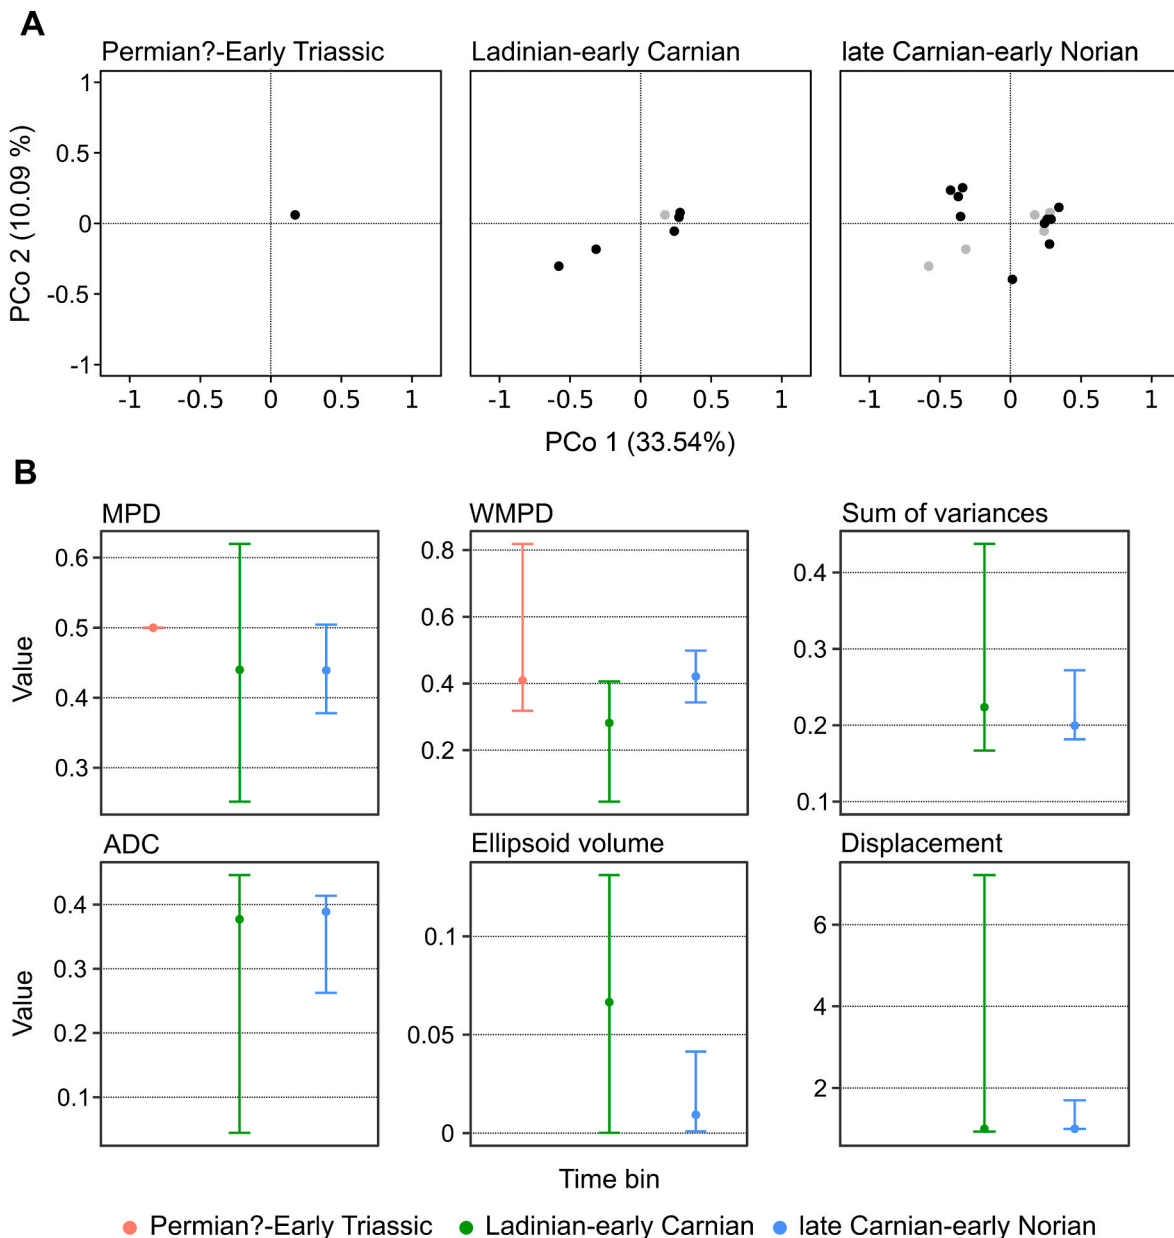 A
Permian?-Early Triassic
Ladinian-early Carnian
late Carnian-early Norian
PCo 2 (10.09 %)
1
0.5
0
-0.5
-1
-1 -0.5 0 0.5 1
-1 -0.5 0 0.5 1
-1 -0.5 0 0.5 1
PCo 1 (33.54%)
B
MPD
Value
0.6
0.5
0.4
0.3
WMPD
0.8
0.6
0.4
0.2
Sum of variances
0.4
0.3
0.2
0.1
ADC
Value
0.4
0.3
0.2
0.1
Ellipsoid volume
0.1
0.05
0
Displacement
6
4
2
Time bin
Permian?-Early Triassic Ladinian-early Carnian late Carnian-early Norian